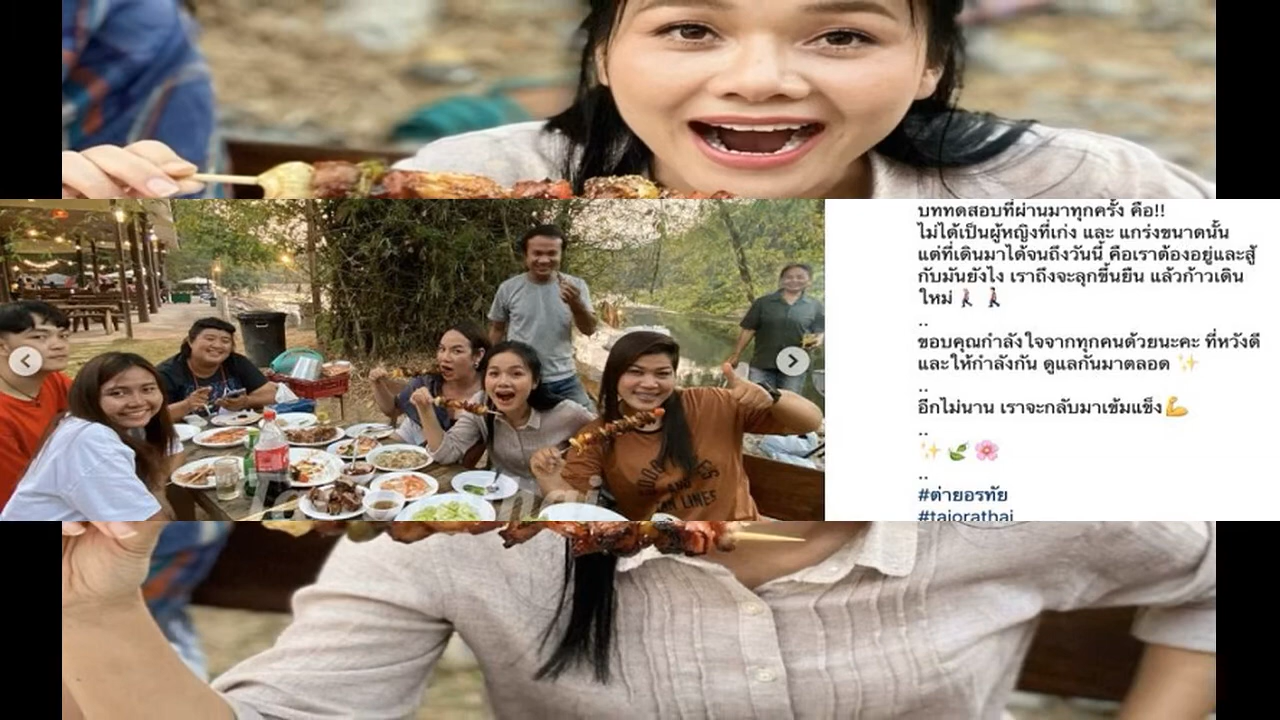 บททดสอบที่ผ่านมาทุกครั้ง คือ!!
ไม่ได้เป็นผู้หญิงที่เก่ง และ แกร่งขนาดนั้น
แต่ที่เดินมาได้จนถึงวันนี้ คือเราต้องอยู่และสู้
กับมันยังไง เราถึงจะลุกขึ้นยืน แล้วก้าวเดิน
ใหม่🚶🏻‍♀️🚶🏻‍♀️
..
ขอบคุณกำลังใจจากทุกคนด้วยนะคะ ที่หวังดี
และให้กำลังกัน ดูแลกันมาตลอด ✨
..
อีกไม่นาน เราจะกลับมาเข้มแข็ง💪
..
✨🌿🌸
..
#ต่ายอรทัย
#taiorathai